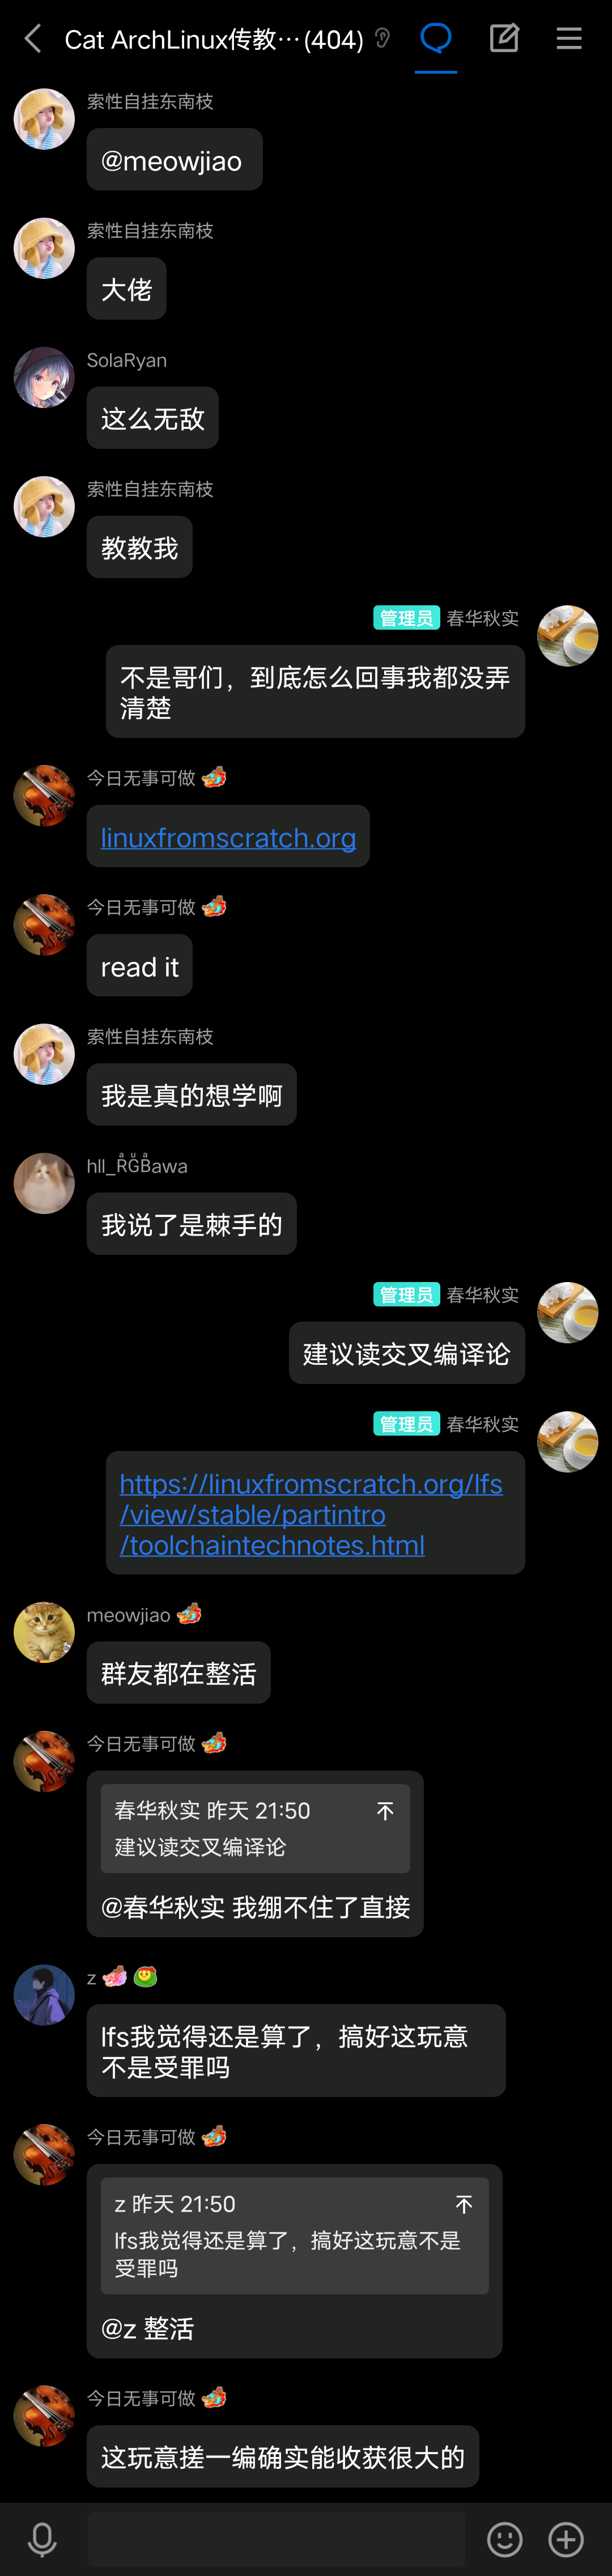 Cat ArchLinux传教…(404)
索性自挂东南枝
@meowjiao
索性自挂东南枝
大佬
SolaRyan
这么无敌
索性自挂东南枝
教教我
管理员 春华秋实
不是哥们，到底怎么回事我都没弄
清楚
今日无事可做
linuxfromscratch.org
今日无事可做
read it
索性自挂东南枝
我是真的想学啊
hll_RͣGͧBͣawa
我说了是棘手的
管理员 春华秋实
建议读交叉编译论
管理员 春华秋实
https://linuxfromscratch.org/lfs
/view/stable/partintro
/toolchaintechnotes.html
meowjiao
群友都在整活
今日无事可做
春华秋实 昨天 21:50
建议读交叉编译论
@春华秋实 我绷不住了直接
z
lfs我觉得还是算了，搞好这玩意
不是受罪吗
今日无事可做
z 昨天 21:50
lfs我觉得还是算了，搞好这玩意不是
受罪吗
@z 整活
今日无事可做
这玩意搓一编确实能收获很大的